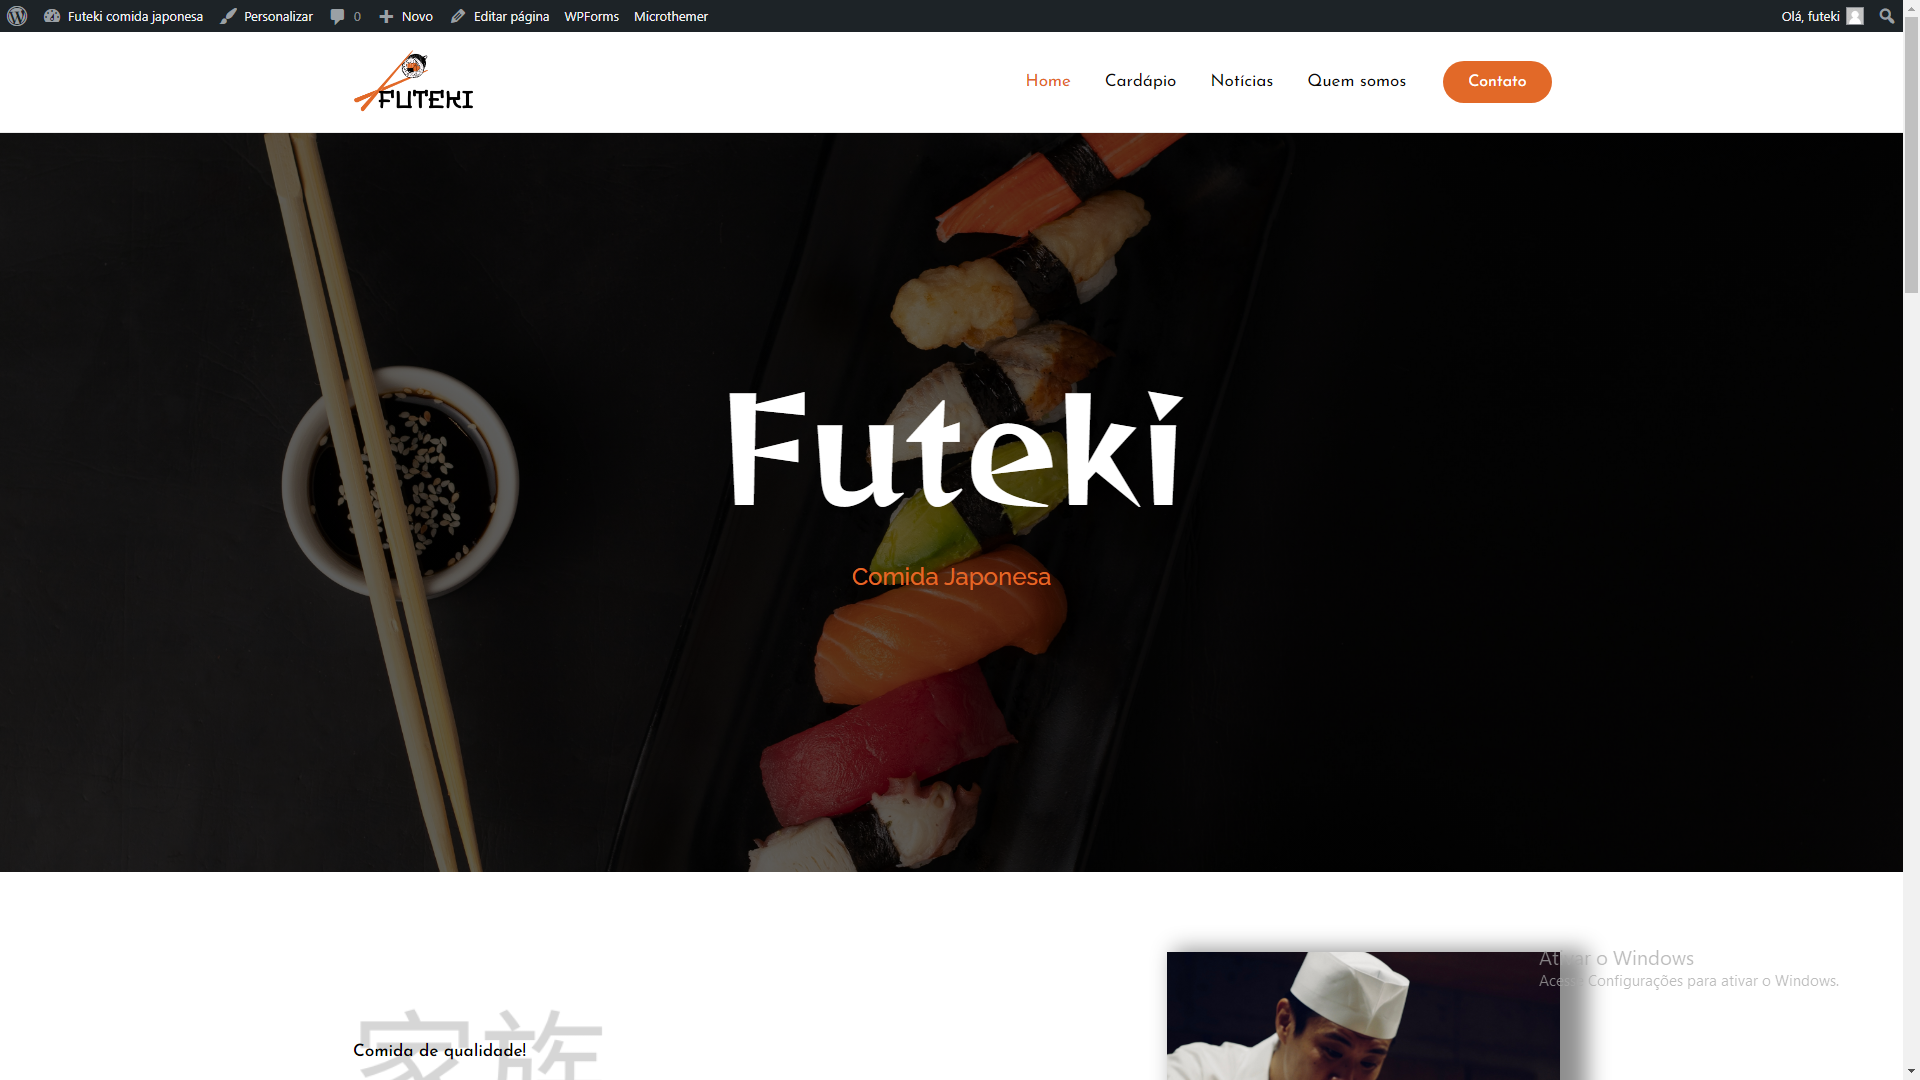 Futeki comida japonesa Personalizar 0 Novo Editar página WPForms Microthemer Olá, futeki
FUTEKI
Home Cardápio Notícias Quem somos Contato
Futeki
Comida Japonesa
Ativar o Windows
Acesse Configurações para ativar o Windows.
家族
Comida de qualidade!